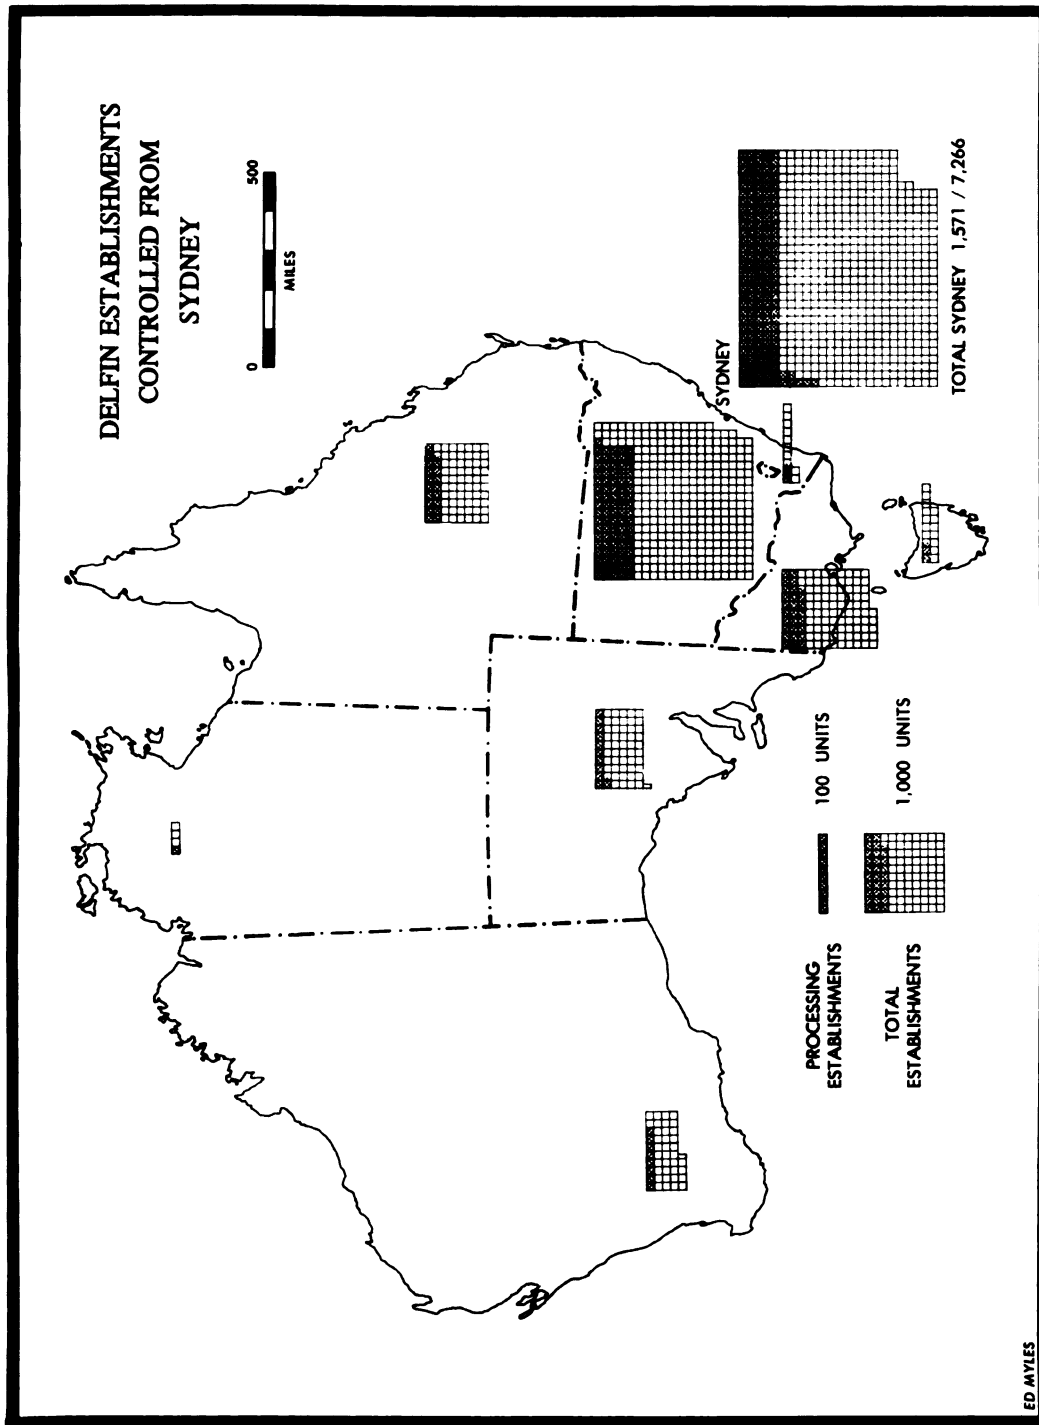 DELFIN ESTABLISHMENTS
CONTROLLED FROM
SYDNEY
0 500
MILES
SYDNEY
TOTAL SYDNEY 1,571 / 7,266
PROCESSING
ESTABLISHMENTS
100 UNITS
TOTAL
ESTABLISHMENTS
1,000 UNITS
ED MYLES